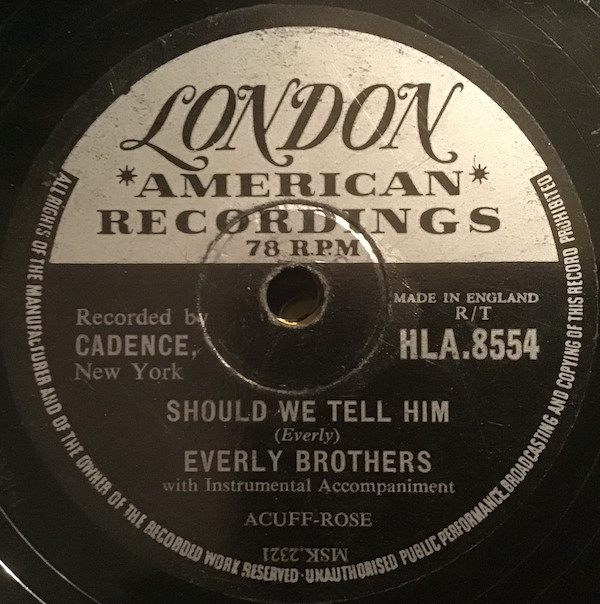 LONDON
*AMERICAN*
RECORDINGS
78 R.P.M
Recorded by
CADENCE,
New York
MADE IN ENGLAND
R/T
HLA.8554
SHOULD WE TELL HIM
(Everly)
EVERLY BROTHERS
with Instrumental Accompaniment
ACUFF-ROSE
MSK.2321
ALL RIGHTS OF THE MANUFACTURER AND OF THE OWNER OF THE RECORDED WORK RESERVED·UNAUTHORISED PUBLIC PERFORMANCE BROADCASTING AND COPYING OF THIS RECORD PROHIBITED